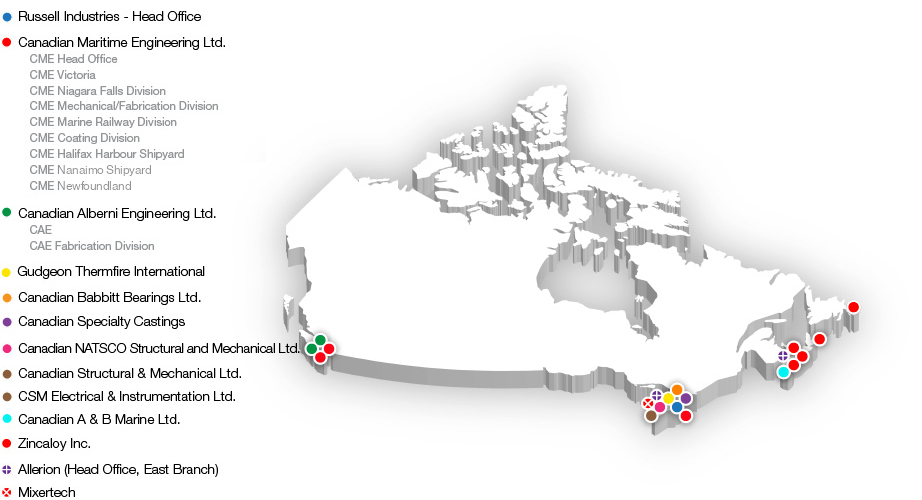 Russell Industries - Head Office
Canadian Maritime Engineering Ltd.
CME Head Office
CME Victoria
CME Niagara Falls Division
CME Mechanical/Fabrication Division
CME Marine Railway Division
CME Coating Division
CME Halifax Harbour Shipyard
CME Nanaimo Shipyard
CME Newfoundland
Canadian Alberni Engineering Ltd.
CAE
CAE Fabrication Division
Gudgeon Thermfire International
Canadian Babbitt Bearings Ltd.
Canadian Specialty Castings
Canadian NATSCO Structural and Mechanical Ltd.
Canadian Structural & Mechanical Ltd.
CSM Electrical & Instrumentation Ltd.
Canadian A & B Marine Ltd.
Zincaloy Inc.
Allerion (Head Office, East Branch)
Mixertech